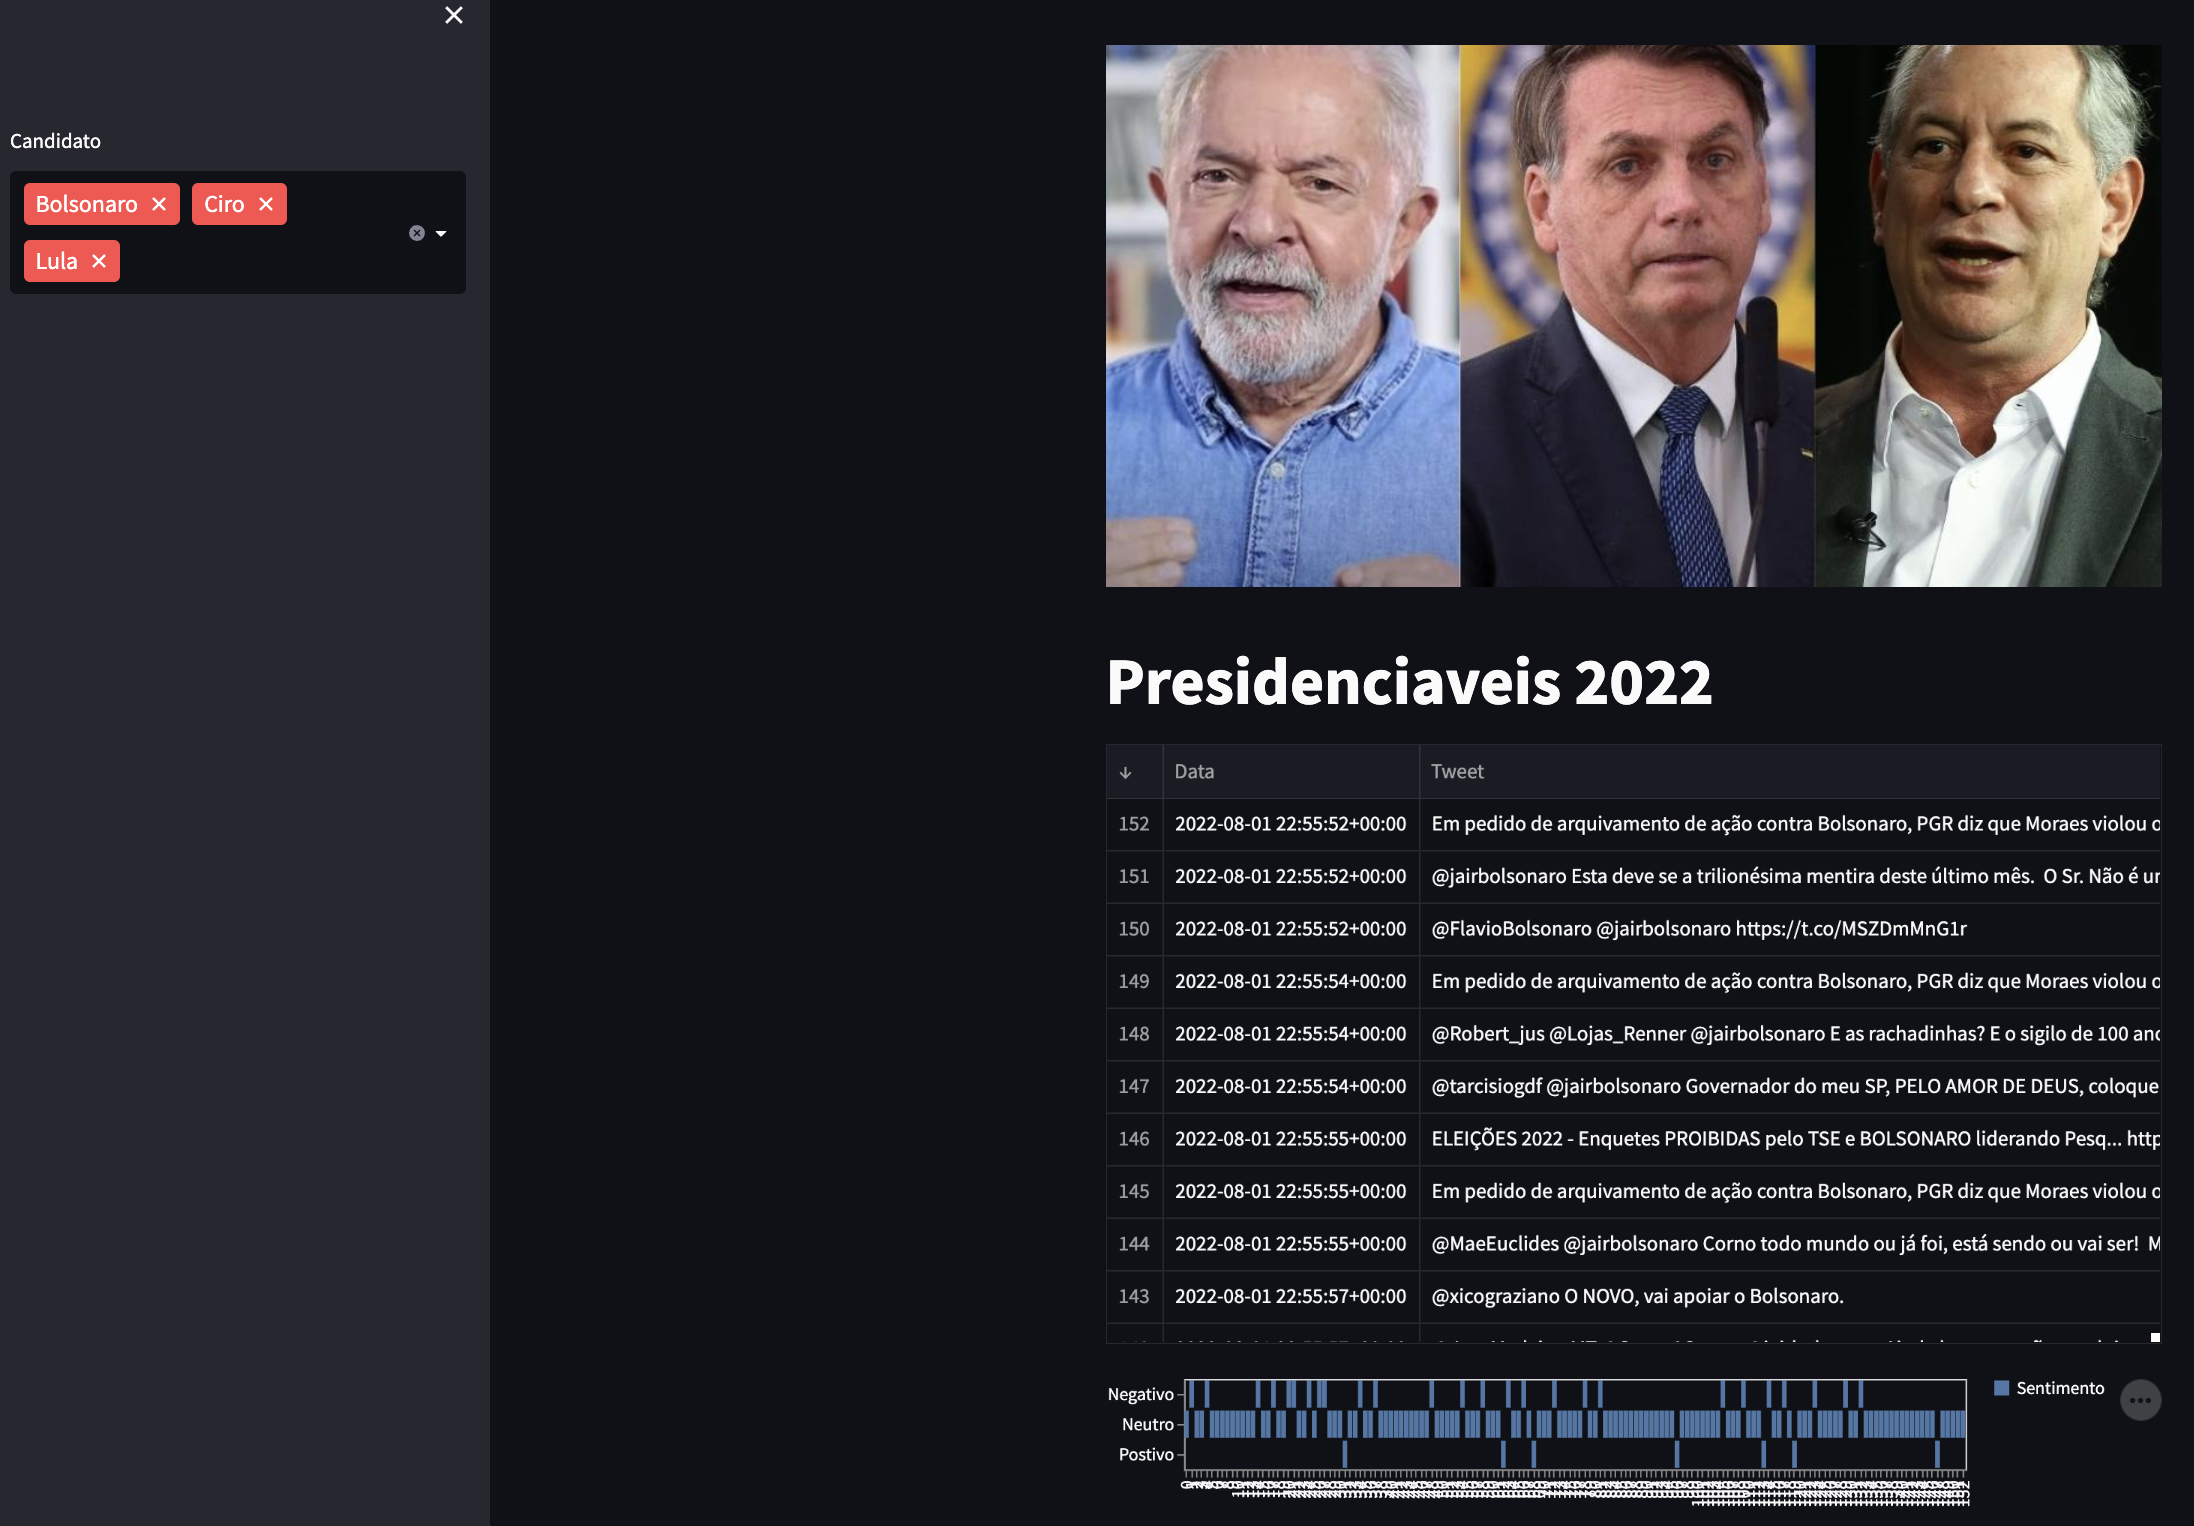 Candidato
Bolsonaro
Ciro
Lula
Presidenciaveis 2022
Data Tweet
152 2022-08-01 22:55:52+00:00 Em pedido de arquivamento de ação contra Bolsonaro, PGR diz que Moraes violou o
151 2022-08-01 22:55:52+00:00 @jairbolsonaro Esta deve se a trilionésima mentira deste último mês. O Sr. Não é
150 2022-08-01 22:55:52+00:00 @FlavioBolsonaro @jairbolsonaro https://t.co/MSZDmMnG1r
149 2022-08-01 22:55:54+00:00 Em pedido de arquivamento de ação contra Bolsonaro, PGR diz que Moraes violou o
148 2022-08-01 22:55:54+00:00 @Robert_jus @Lojas_Renner @jairbolsonaro E as rachadinhas? E o sigilo de 100
147 2022-08-01 22:55:54+00:00 @tarcisiogdf @jairbolsonaro Governador do meu SP, PELO AMOR DE DEUS, coloque
146 2022-08-01 22:55:55+00:00 ELEIÇÕES 2022 - Enquetes PROIBIDAS pelo TSE e BOLSONARO liderando Pesq... http
145 2022-08-01 22:55:55+00:00 Em pedido de arquivamento de ação contra Bolsonaro, PGR diz que Moraes violou o
144 2022-08-01 22:55:55+00:00 @MaeEuclides @jairbolsonaro Corno todo mundo ou já foi, está sendo ou vai ser! M
143 2022-08-01 22:55:57+00:00 @xicograziano O NOVO, vai apoiar o Bolsonaro.
Negativo
Neutro
Postivo
Sentimento